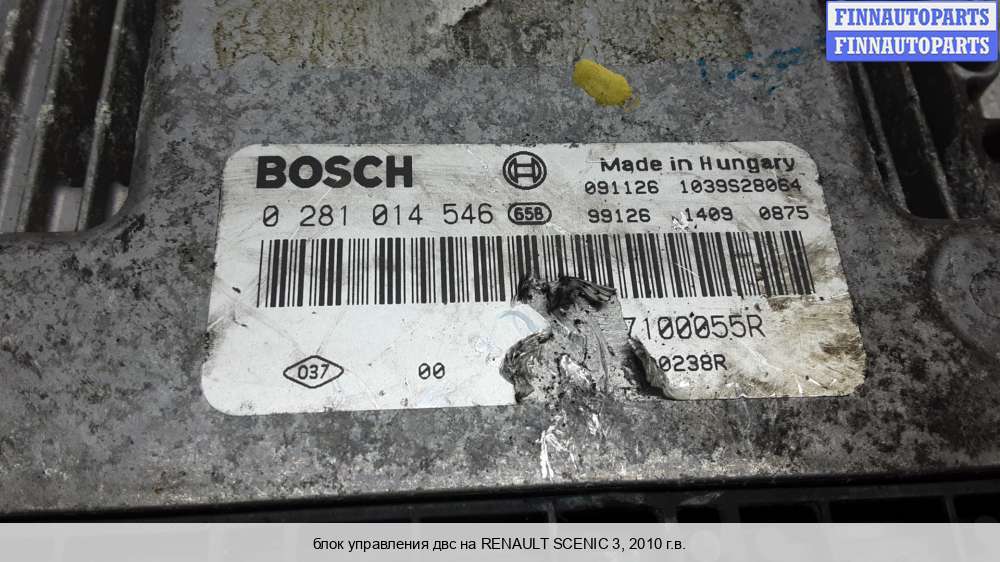 FINNAUTOPARTS
FINNAUTOPARTS
BOSCH
Made in Hungary
091126 1039S28064
0 281 014 546 658
99126 1409 0875
7100055R
037
00
0238R
блок управления двс на RENAULT SCENIC 3, 2010 г.в.